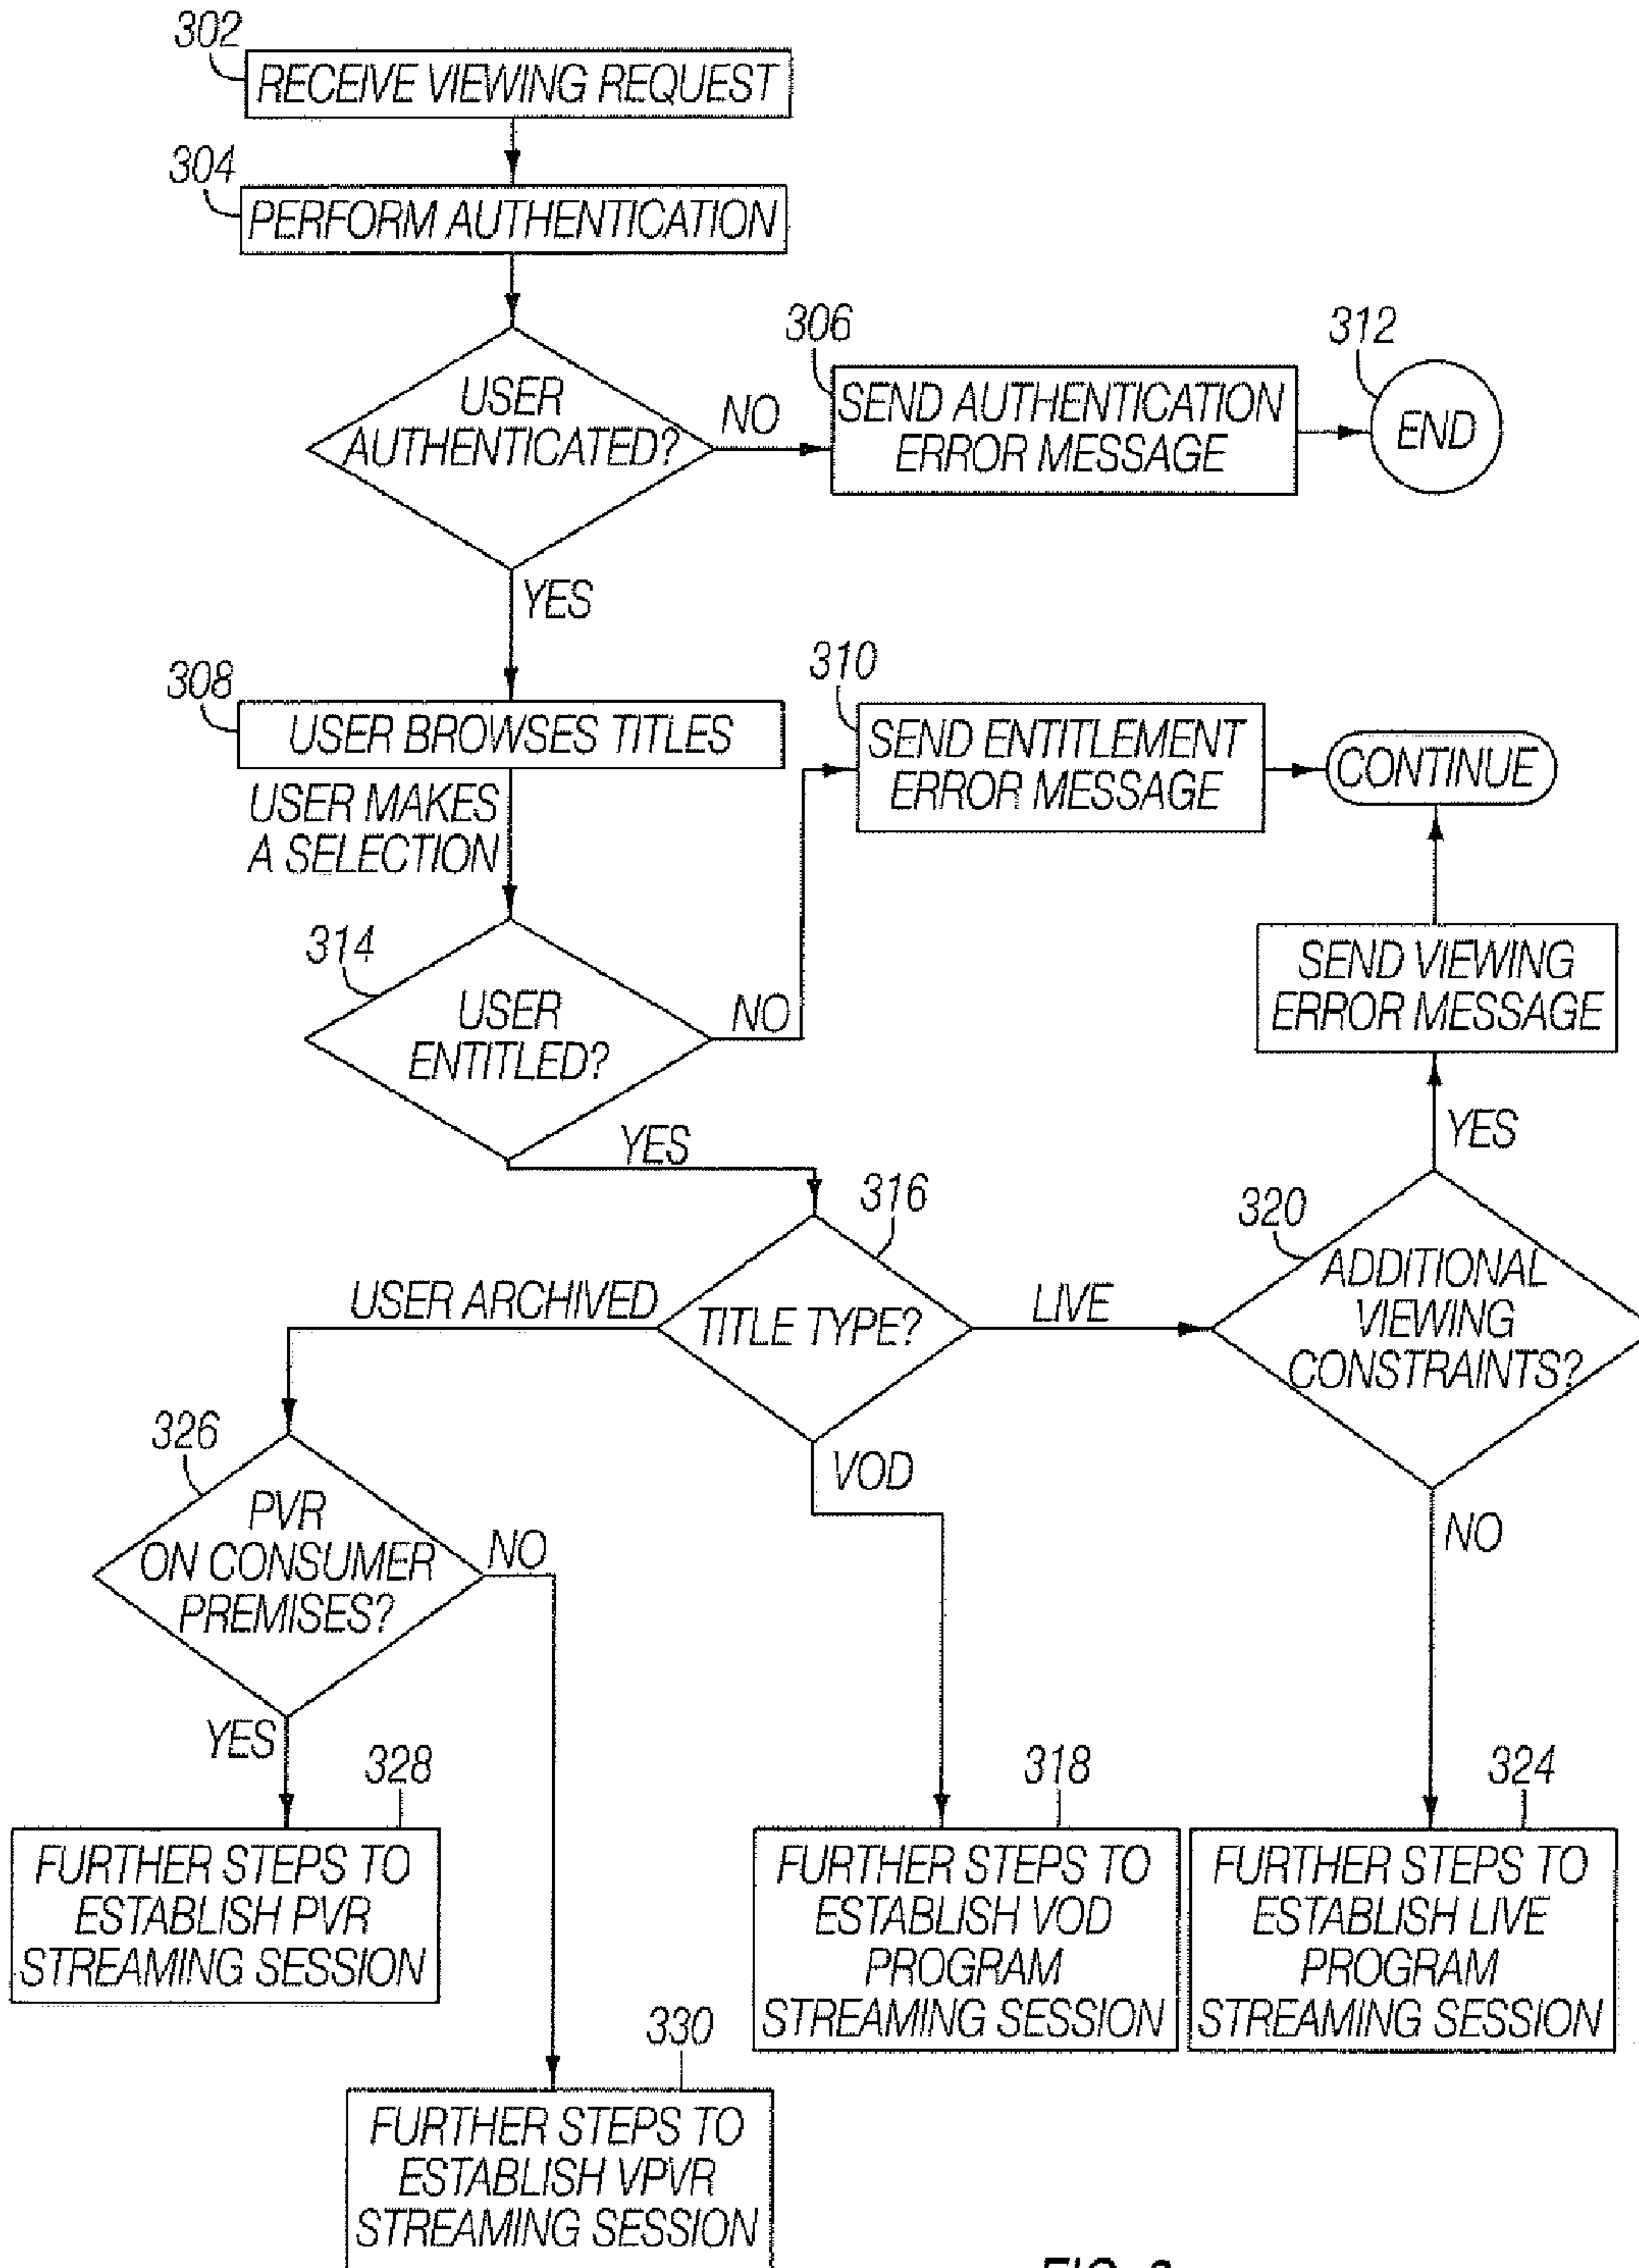 302
RECEIVE VIEWING REQUEST
304
PERFORM AUTHENTICATION
USER
AUTHENTICATED?
NO
306
SEND AUTHENTICATION
ERROR MESSAGE
312
END
YES
308
USER BROWSES TITLES
310
SEND ENTITLEMENT
ERROR MESSAGE
CONTINUE
USER MAKES
A SELECTION
314
USER
ENTITLED?
NO
SEND VIEWING
ERROR MESSAGE
YES
YES
316
TITLE TYPE?
USER ARCHIVED
LIVE
320
ADDITIONAL
VIEWING
CONSTRAINTS?
326
PVR
ON CONSUMER
PREMISES?
NO
VOD
NO
YES
328
FURTHER STEPS TO
ESTABLISH PVR
STREAMING SESSION
318
FURTHER STEPS TO
ESTABLISH VOD
PROGRAM
STREAMING SESSION
324
FURTHER STEPS TO
ESTABLISH LIVE
PROGRAM
STREAMING SESSION
330
FURTHER STEPS TO
ESTABLISH VPVR
STREAMING SESSION